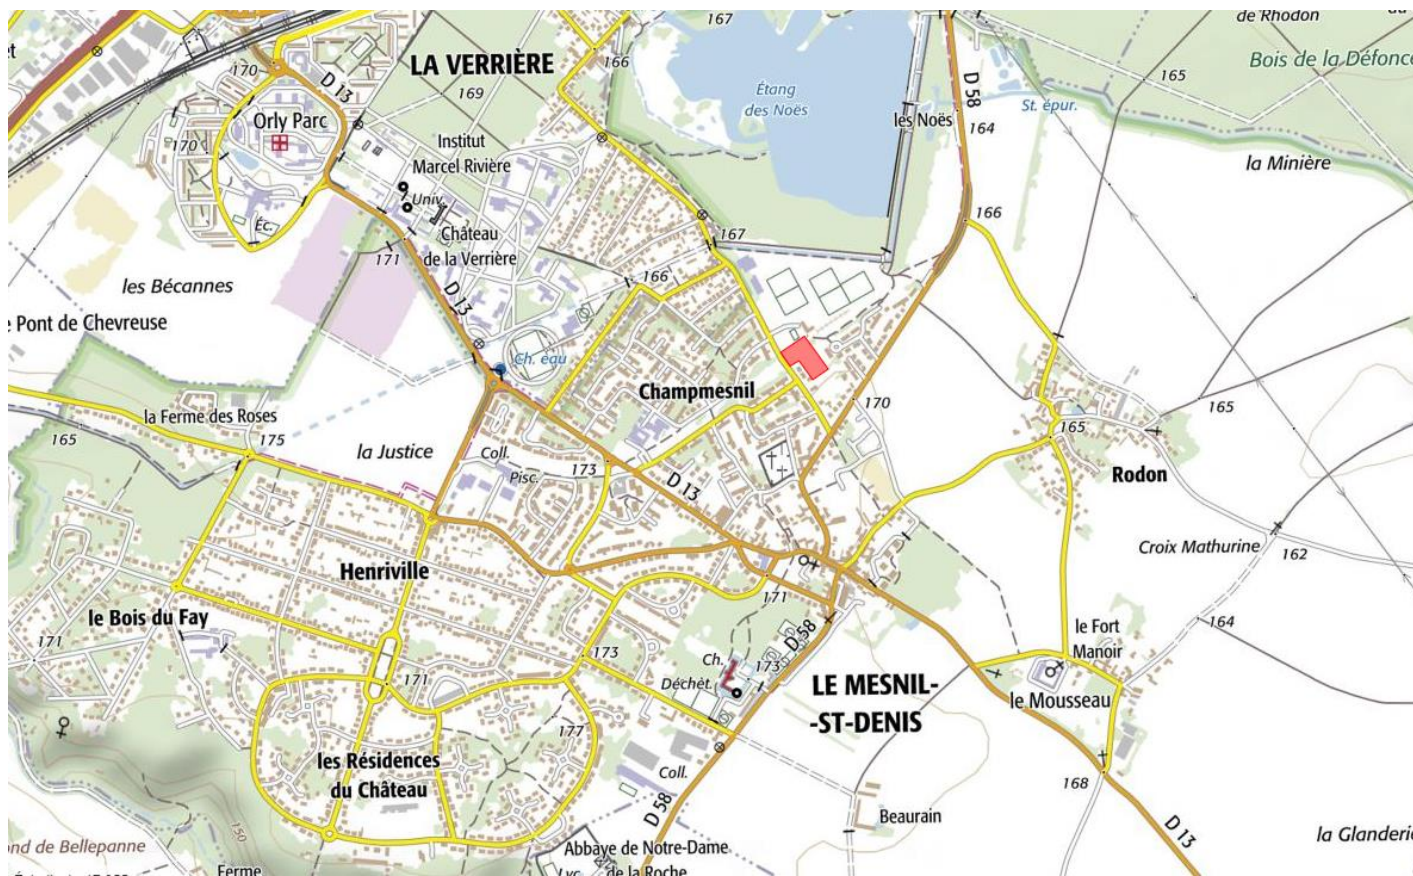 167
de Rhodon
166
LA VERRIÈRE
170
D 13
169
Étang
des Noës
D 58
165
Bois de la Défonce
St. épur.
les Noës
164
Orly Parc
170
Institut
Marcel Rivière
la Minière
Univ.
Éc.
166
Château
de la Verrière
167
171
166
les Bécannes
D 13
Pont de Chevreuse
Ch. eau
Champmesnil
170
165
la Ferme des Roses
165
175
la Justice
Coll.
Pisc.
173
D 13
165
Rodon
Croix Mathurine
162
Henriville
171
le Bois du Fay
171
D 58
164
le Fort
Manoir
173
Ch.
173
Déchèt.
171
LE MESNIL-
-ST-DENIS
le Mousseau
177
les Résidences
du Château
Coll.
168
D 58
Beaurain
D 13
150
la Glanderie
Abbaye de Notre-Dame
de la Roche
Lyc.
ond de Bellepanne
Ferme